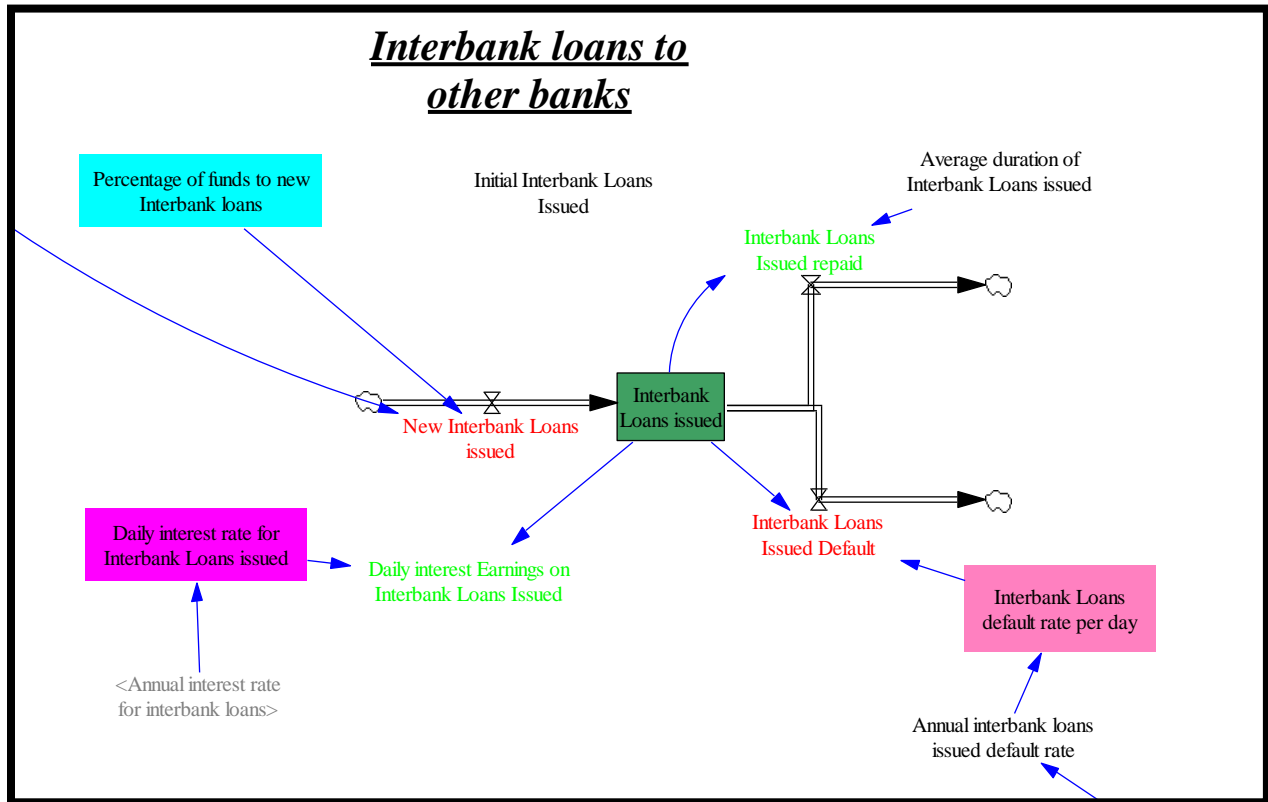 Interbank loans to
other banks
Percentage of funds to new
Interbank loans
Initial Interbank Loans
Issued
Average duration of
Interbank Loans issued
Interbank Loans
Issued repaid
Interbank
Loans issued
New Interbank Loans
issued
Daily interest rate for
Interbank Loans issued
Daily interest Earnings on
Interbank Loans Issued
Interbank Loans
Issued Default
Interbank Loans
default rate per day
<Annual interest rate
for interbank loans>
Annual interbank loans
issued default rate